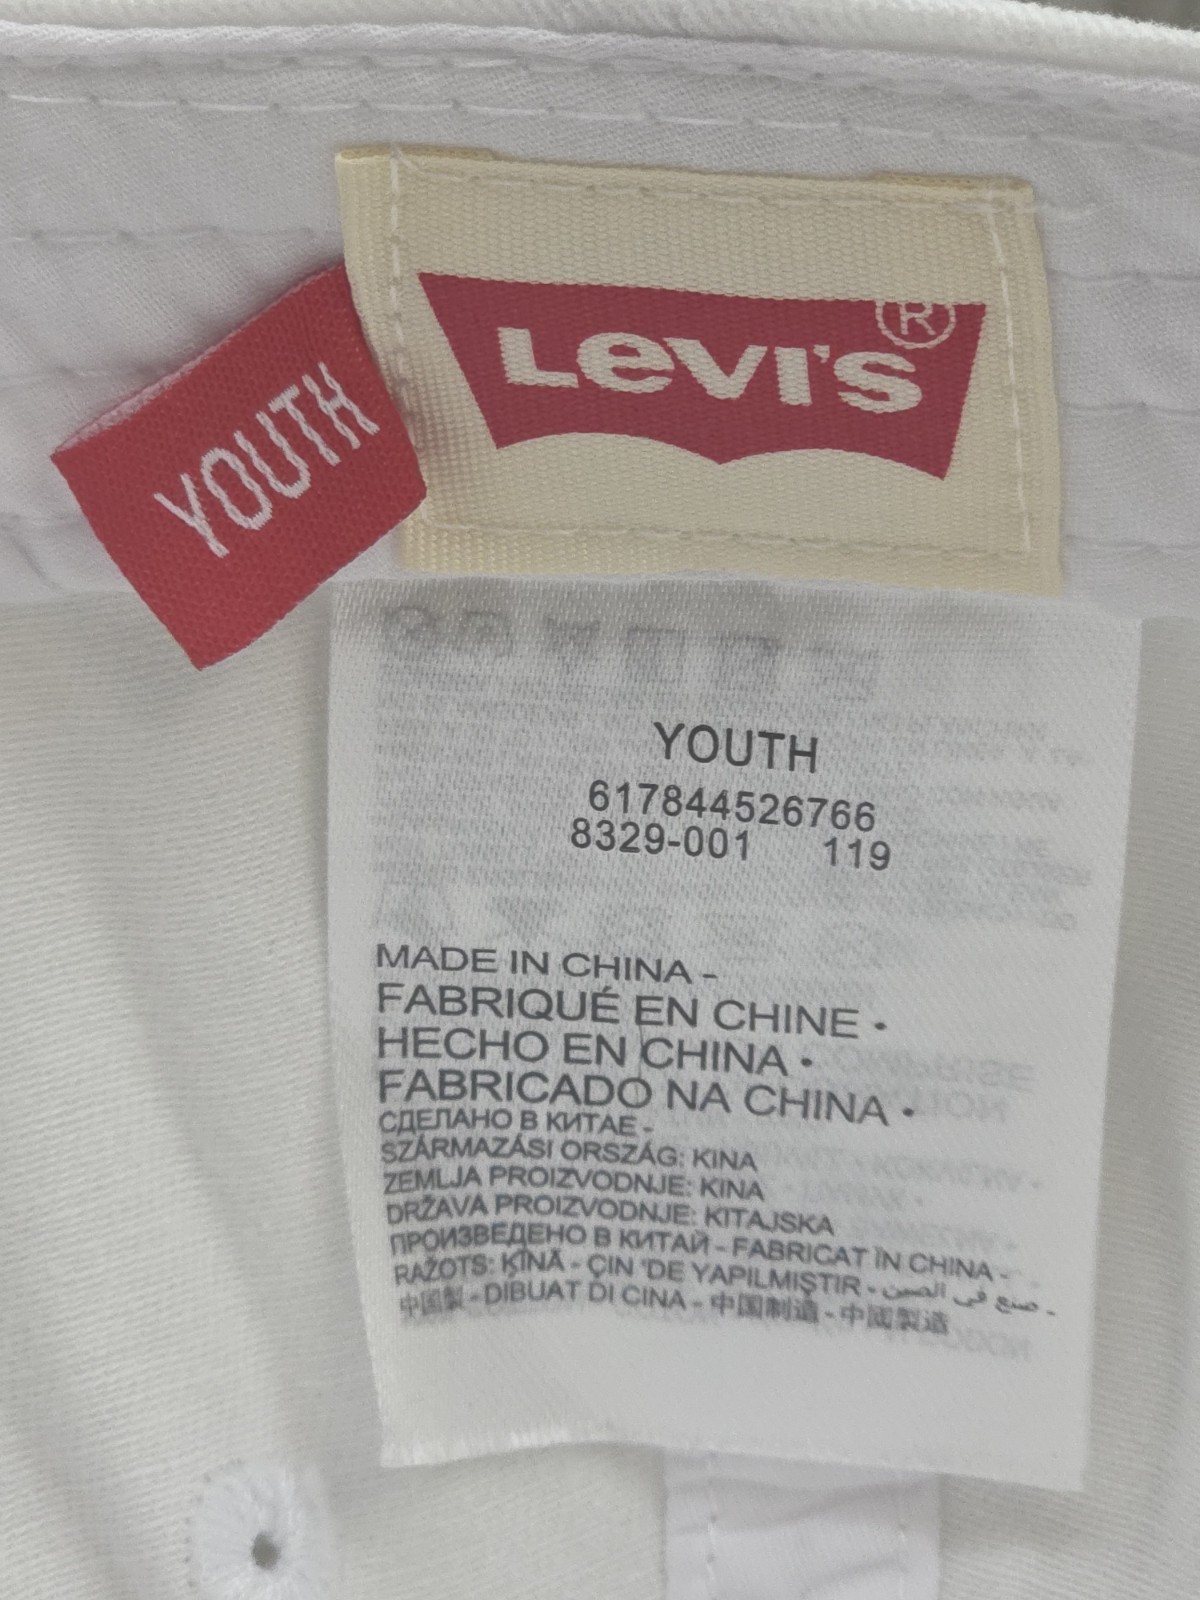 LEVI'S ®
YOUTH
YOUTH
617844526766
8329-001 119
MADE IN CHINA -
FABRIQUÉ EN CHINE •
HECHO EN CHINA •
FABRICADO NA CHINA •
СДЕЛАНО В КИТАЕ -
SZÁRMAZÁSI ORSZÁG: KINA
ZEMLJA PROIZVODNJE: KINA
DRŽAVA PROIZVODNJE: KITAJSKA
ПРОИЗВЕДЕНО В КИТАЙ - FABRICAT ÎN CHINA -
RAŽOTS: ĶĪNĀ - ÇIN 'DE YAPILMIŞTIR - صنع في الصين -
中国製 - DIBUAT DI CINA - 中国制造 - 中國製造